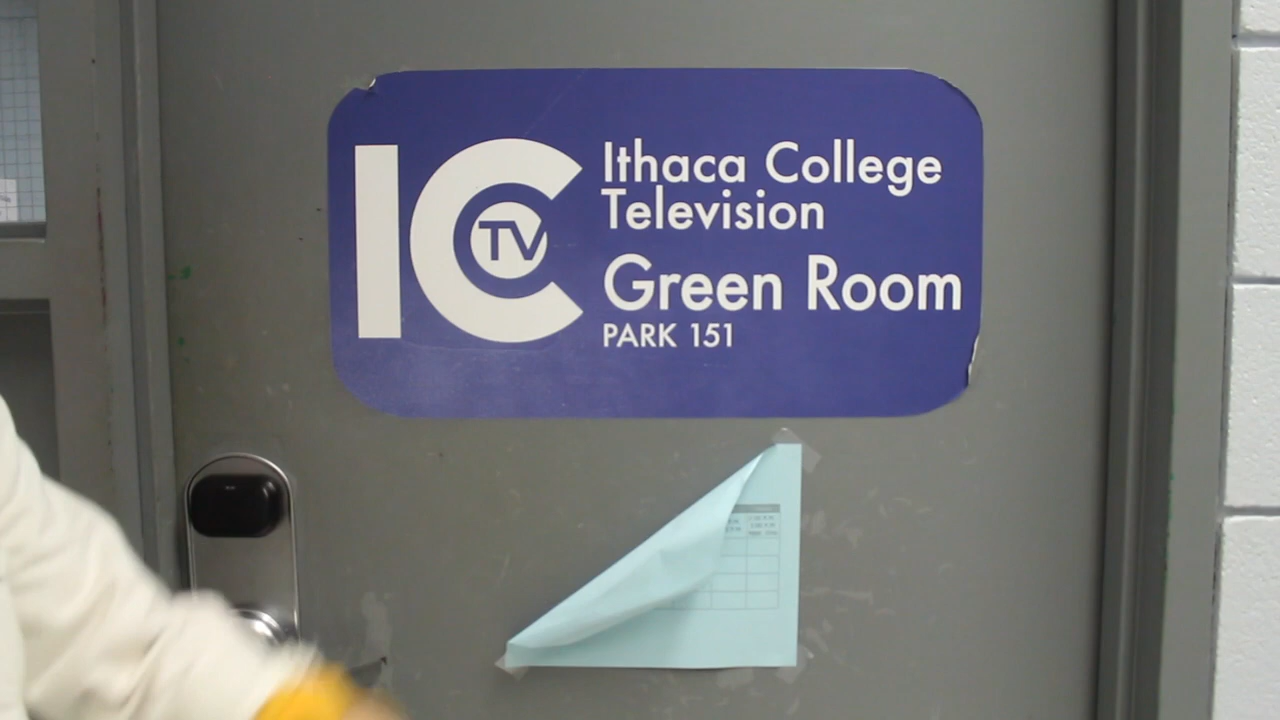 IC
TV
Ithaca College
Television
Green Room
PARK 151